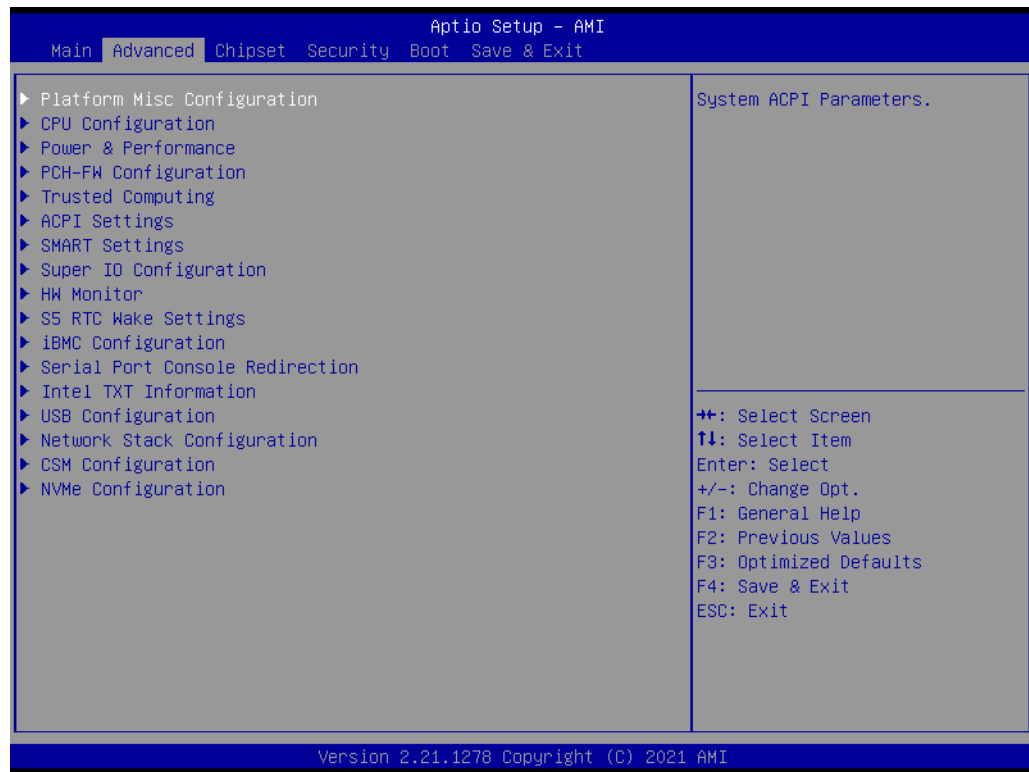 Aptio Setup – AMI
Main Advanced Chipset Security Boot Save & Exit
▶ Platform Misc Configuration
▶ CPU Configuration
▶ Power & Performance
▶ PCH-FW Configuration
▶ Trusted Computing
▶ ACPI Settings
▶ SMART Settings
▶ Super IO Configuration
▶ HW Monitor
▶ S5 RTC Wake Settings
▶ iBMC Configuration
▶ Serial Port Console Redirection
▶ Intel TXT Information
▶ USB Configuration
▶ Network Stack Configuration
▶ CSM Configuration
▶ NVMe Configuration
System ACPI Parameters.
→←: Select Screen
↑↓: Select Item
Enter: Select
+/-: Change Opt.
F1: General Help
F2: Previous Values
F3: Optimized Defaults
F4: Save & Exit
ESC: Exit
Version 2.21.1278 Copyright (C) 2021 AMI